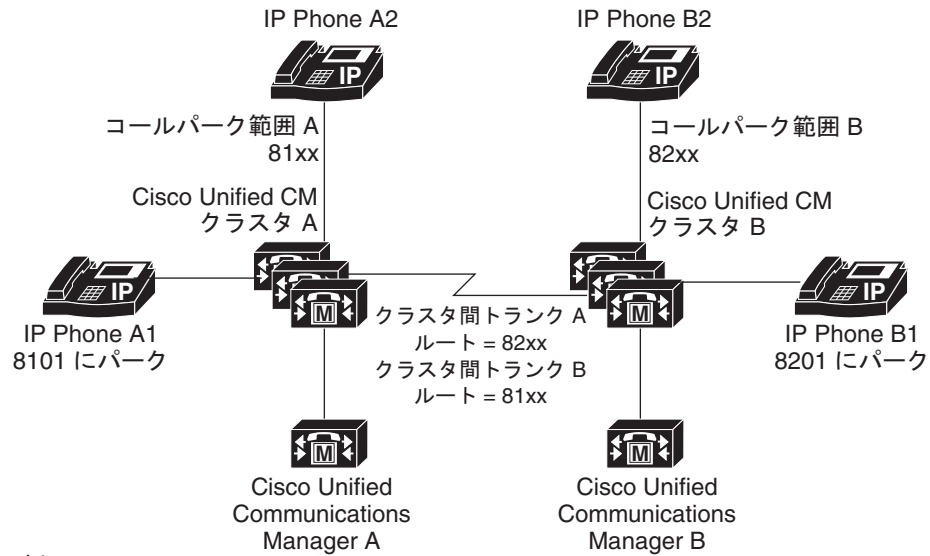 IP Phone A2
IP Phone B2
IP
IP
コールパーク範囲 A
81xx
コールパーク範囲 B
82xx
Cisco Unified CM
クラスタ A
Cisco Unified CM
クラスタ B
IP
IP
M
M
IP Phone A1
8101 にパーク
クラスタ間トランク A
ルート = 82xx
クラスタ間トランク B
ルート = 81xx
IP Phone B1
8201 にパーク
M
M
Cisco Unified
Communications
Manager A
Cisco Unified
Communications
Manager B